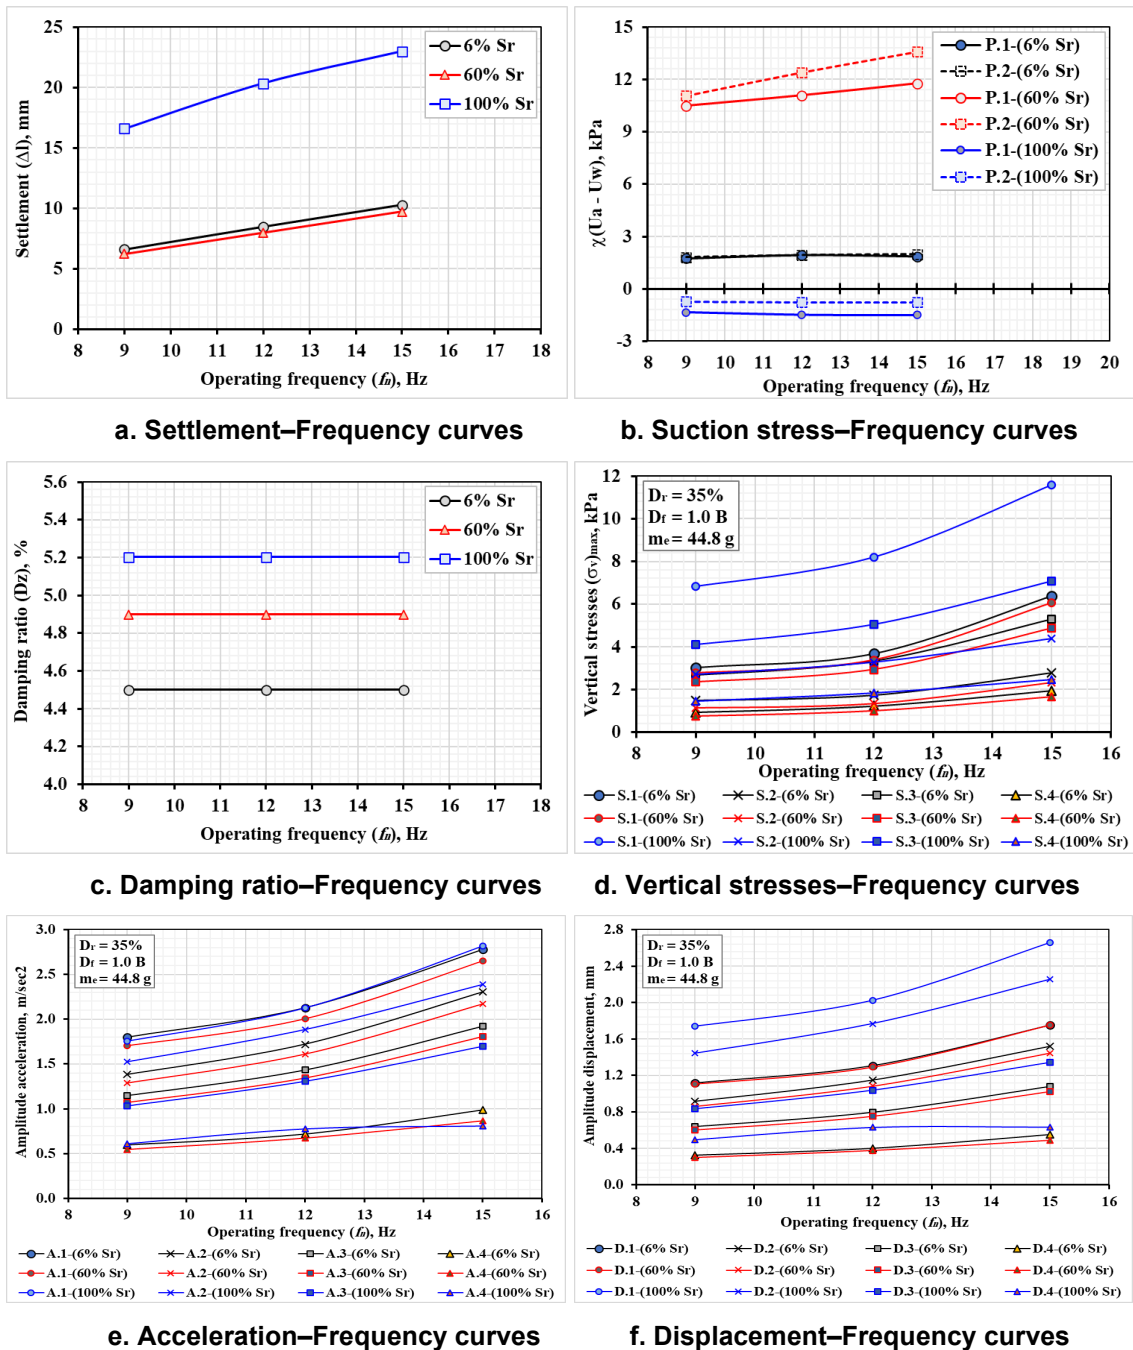 25
20
15
10
5
0
Settlement (Δl), mm
6% Sr
60% Sr
100% Sr
8 9 10 11 12 13 14 15 16 17 18
Operating frequency (fn), Hz
a. Settlement–Frequency curves
15
12
9
6
3
0
-3
χ(Ua - Uw), kPa
P.1-(6% Sr)
P.2-(6% Sr)
P.1-(60% Sr)
P.2-(60% Sr)
P.1-(100% Sr)
P.2-(100% Sr)
8 9 10 11 12 13 14 15 16 17 18 19 20
Operating frequency (fn), Hz
b. Suction stress–Frequency curves
5.6
5.4
5.2
5.0
4.8
4.6
4.4
4.2
4.0
Damping ratio (Dz), %
6% Sr
60% Sr
100% Sr
8 9 10 11 12 13 14 15 16 17 18
Operating frequency (fn), Hz
c. Damping ratio–Frequency curves
12
10
8
6
4
2
0
Vertical stresses (σv)max, kPa
Dr = 35%
Df = 1.0 B
me = 44.8 g
8 9 10 11 12 13 14 15 16
Operating frequency (fn), Hz
S.1-(6% Sr) S.2-(6% Sr) S.3-(6% Sr) S.4-(6% Sr)
S.1-(60% Sr) S.2-(60% Sr) S.3-(60% Sr) S.4-(60% Sr)
S.1-(100% Sr) S.2-(100% Sr) S.3-(100% Sr) S.4-(100% Sr)
d. Vertical stresses–Frequency curves
3.0
2.5
2.0
1.5
1.0
0.5
0.0
Amplitude acceleration, m/sec2
Dr = 35%
Df = 1.0 B
me = 44.8 g
8 9 10 11 12 13 14 15 16
Operating frequency (fn), Hz
A.1-(6% Sr) A.2-(6% Sr) A.3-(6% Sr) A.4-(6% Sr)
A.1-(60% Sr) A.2-(60% Sr) A.3-(60% Sr) A.4-(60% Sr)
A.1-(100% Sr) A.2-(100% Sr) A.3-(100% Sr) A.4-(100% Sr)
e. Acceleration–Frequency curves
2.8
2.4
2.0
1.6
1.2
0.8
0.4
0.0
Amplitude displacement, mm
Dr = 35%
Df = 1.0 B
me = 44.8 g
8 9 10 11 12 13 14 15 16
Operating frequency (fn), Hz
D.1-(6% Sr) D.2-(6% Sr) D.3-(6% Sr) D.4-(6% Sr)
D.1-(60% Sr) D.2-(60% Sr) D.3-(60% Sr) D.4-(60% Sr)
D.1-(100% Sr) D.2-(100% Sr) D.3-(100% Sr) D.4-(100% Sr)
f. Displacement–Frequency curves